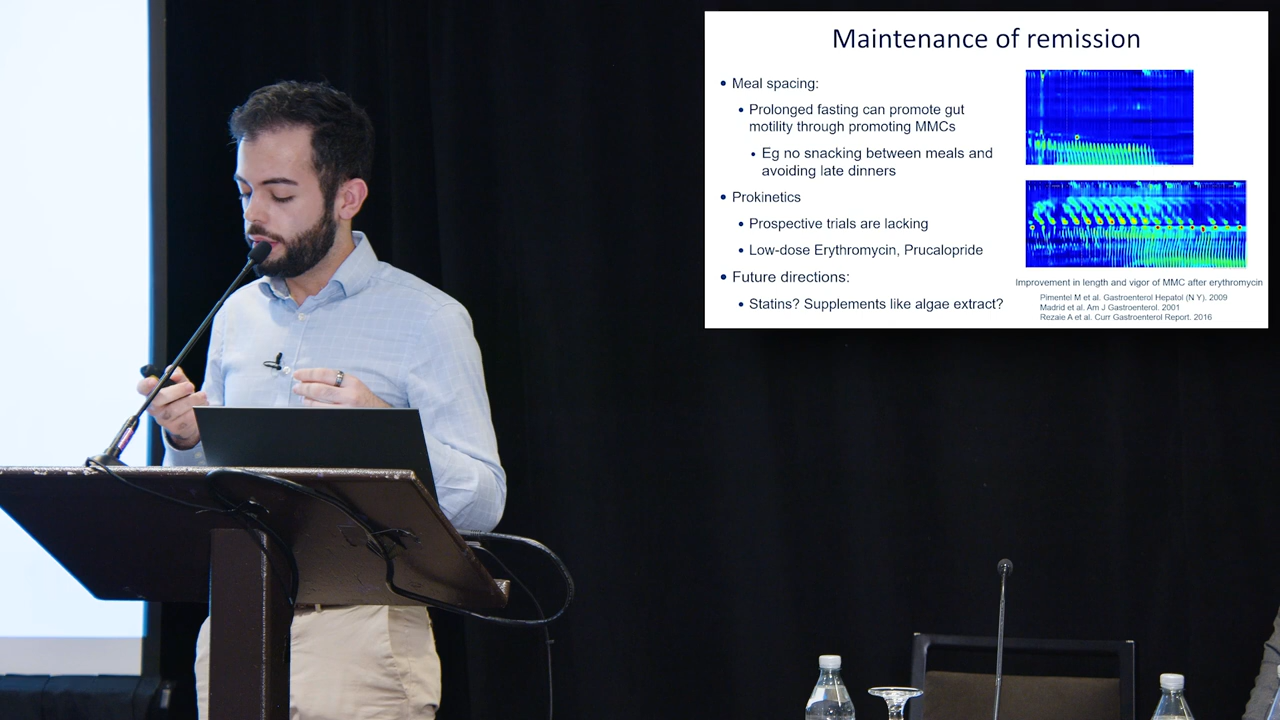 Maintenance of remission
• Meal spacing:
• Prolonged fasting can promote gut
motility through promoting MMCs
• Eg no snacking between meals and
avoiding late dinners
• Prokinetics
• Prospective trials are lacking
• Low-dose Erythromycin, Prucalopride
• Future directions:
• Statins? Supplements like algae extract?
Improvement in length and vigor of MMC after erythromycin
Pimentel M et al. Gastroenterol Hepatol (N Y). 2009
Madrid et al. Am J Gastroenterol. 2001
Rezaie A et al. Curr Gastroenterol Report. 2016